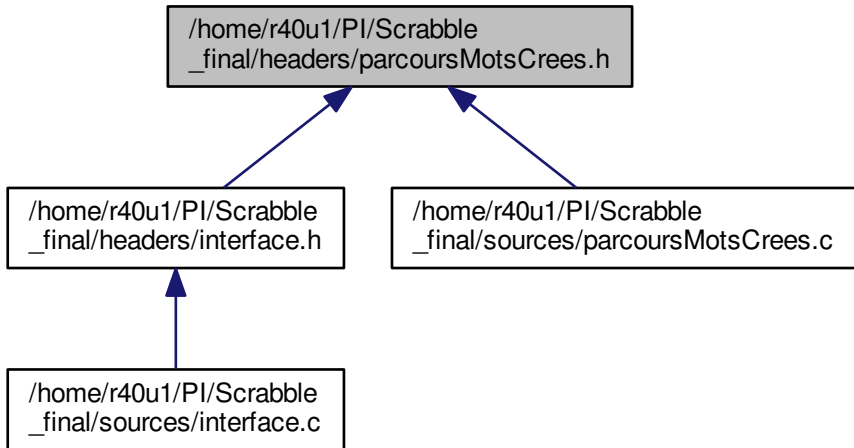 /home/r40u1/PI/Scrabble
_final/headers/parcoursMotsCrees.h
/home/r40u1/PI/Scrabble
_final/headers/interface.h
/home/r40u1/PI/Scrabble
_final/sources/parcoursMotsCrees.c
/home/r40u1/PI/Scrabble
_final/sources/interface.c